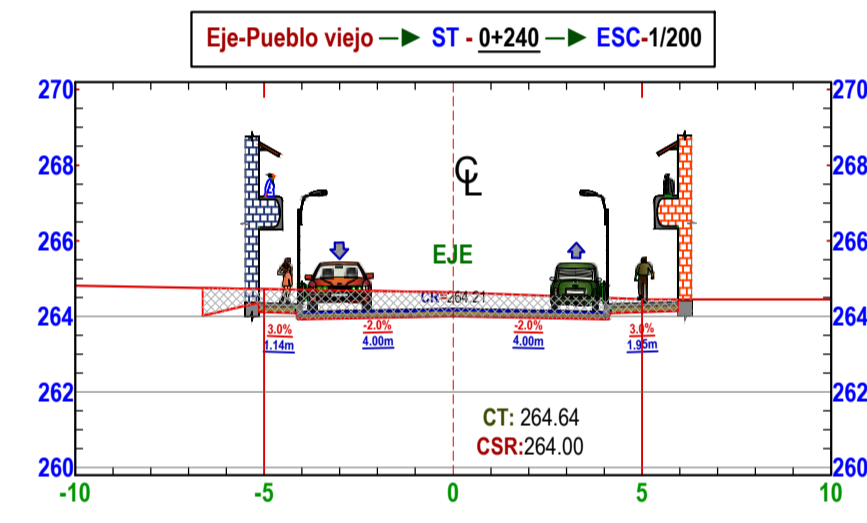 Eje-Pueblo viejo ST - 0+240 ESC-1/200
270 270
268 268
266 266
264 264
262 262
260 260
CL
EJE
CR=264.21
3.0% -2.0% -2.0% 3.0%
1.14m 4.00m 4.00m 1.95m
CT: 264.64
CSR:264.00
-10 -5 0 5 10